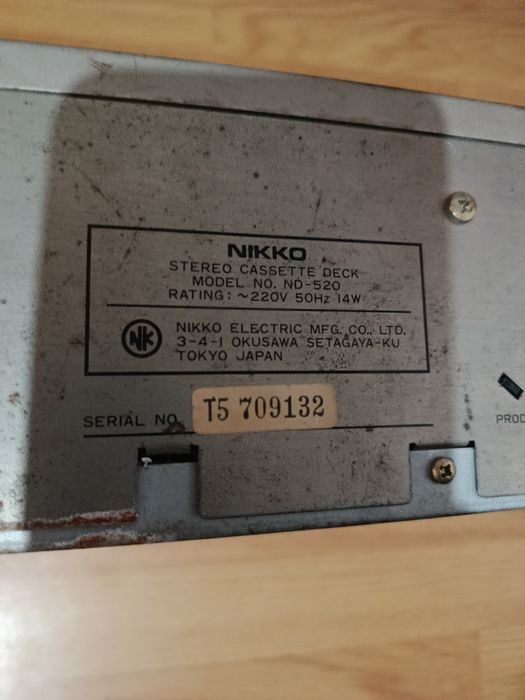 NIKKO
STEREO CASSETTE DECK
MODEL NO. ND-520
RATING: ~220V 50Hz 14W
NK
NIKKO ELECTRIC MFG. CO., LTD.
3-4-1 OKUSAWA SETAGAYA-KU
TOKYO JAPAN
SERIAL NO. T5 709132
PROD